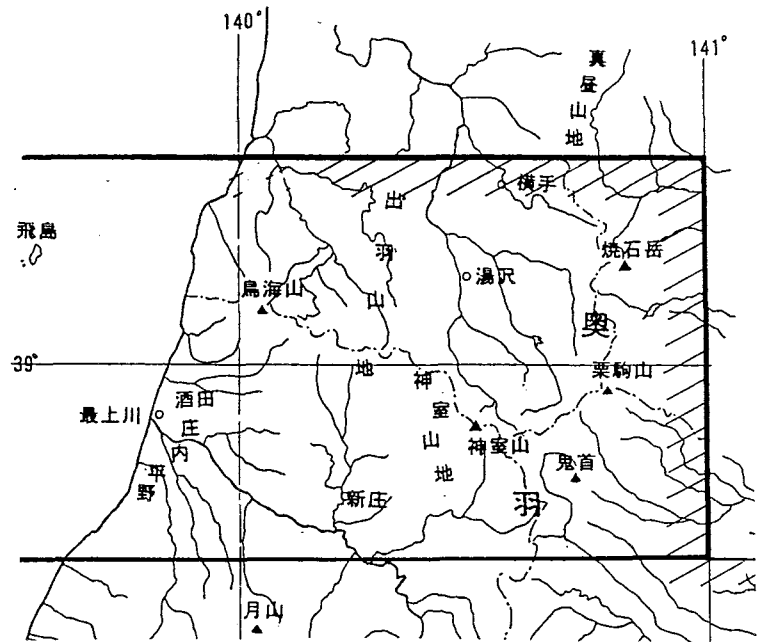 140°
141°
真昼山地
横手
出羽山地
飛島
焼石岳
湯沢
鳥海山
奥羽
39°
神室山地
栗駒山
最上川
酒田
庄内平野
神室山
鬼首
新庄
月山